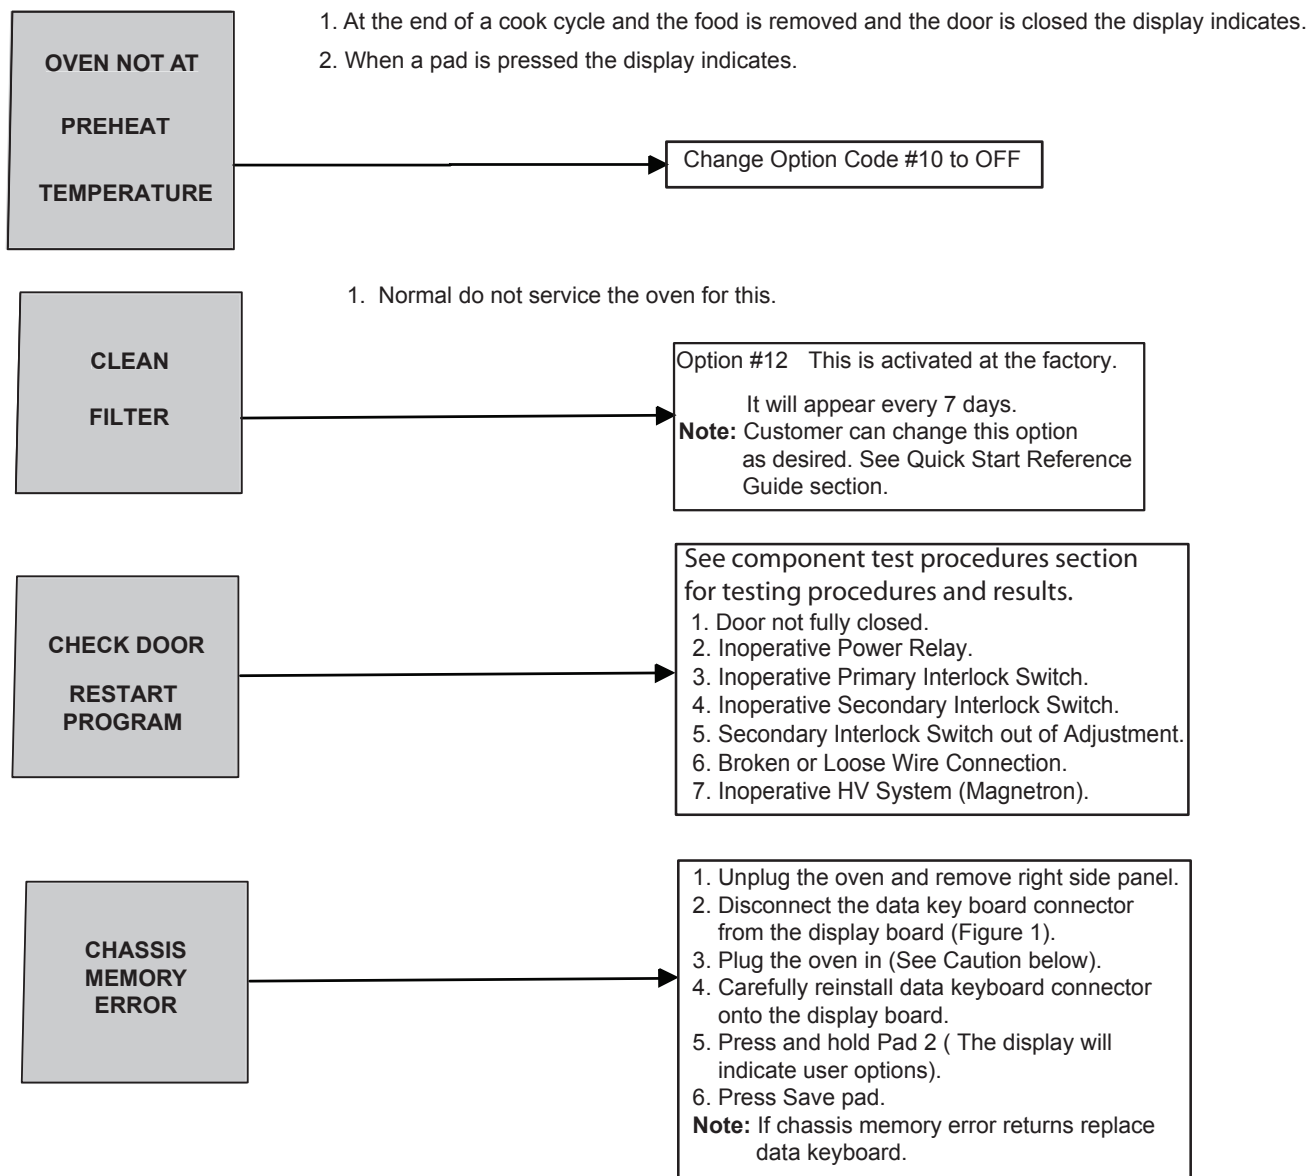 OVEN NOT AT
PREHEAT
TEMPERATURE
1. At the end of a cook cycle and the food is removed and the door is closed the display indicates.
2. When a pad is pressed the display indicates.
Change Option Code #10 to OFF
CLEAN
FILTER
1. Normal do not service the oven for this.
Option #12 This is activated at the factory.
It will appear every 7 days.
Note: Customer can change this option
as desired. See Quick Start Reference
Guide section.
CHECK DOOR
RESTART
PROGRAM
See component test procedures section
for testing procedures and results.
1. Door not fully closed.
2. Inoperative Power Relay.
3. Inoperative Primary Interlock Switch.
4. Inoperative Secondary Interlock Switch.
5. Secondary Interlock Switch out of Adjustment.
6. Broken or Loose Wire Connection.
7. Inoperative HV System (Magnetron).
CHASSIS
MEMORY
ERROR
1. Unplug the oven and remove right side panel.
2. Disconnect the data key board connector
from the display board (Figure 1).
3. Plug the oven in (See Caution below).
4. Carefully reinstall data keyboard connector
onto the display board.
5. Press and hold Pad 2 ( The display will
indicate user options).
6. Press Save pad.
Note: If chassis memory error returns replace
data keyboard.